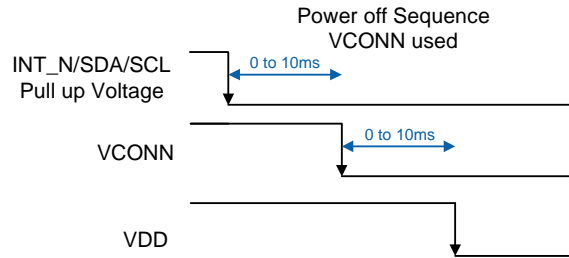 Power off Sequence
VCONN used
INT_N/SDA/SCL
Pull up Voltage
0 to 10ms
VCONN
0 to 10ms
VDD